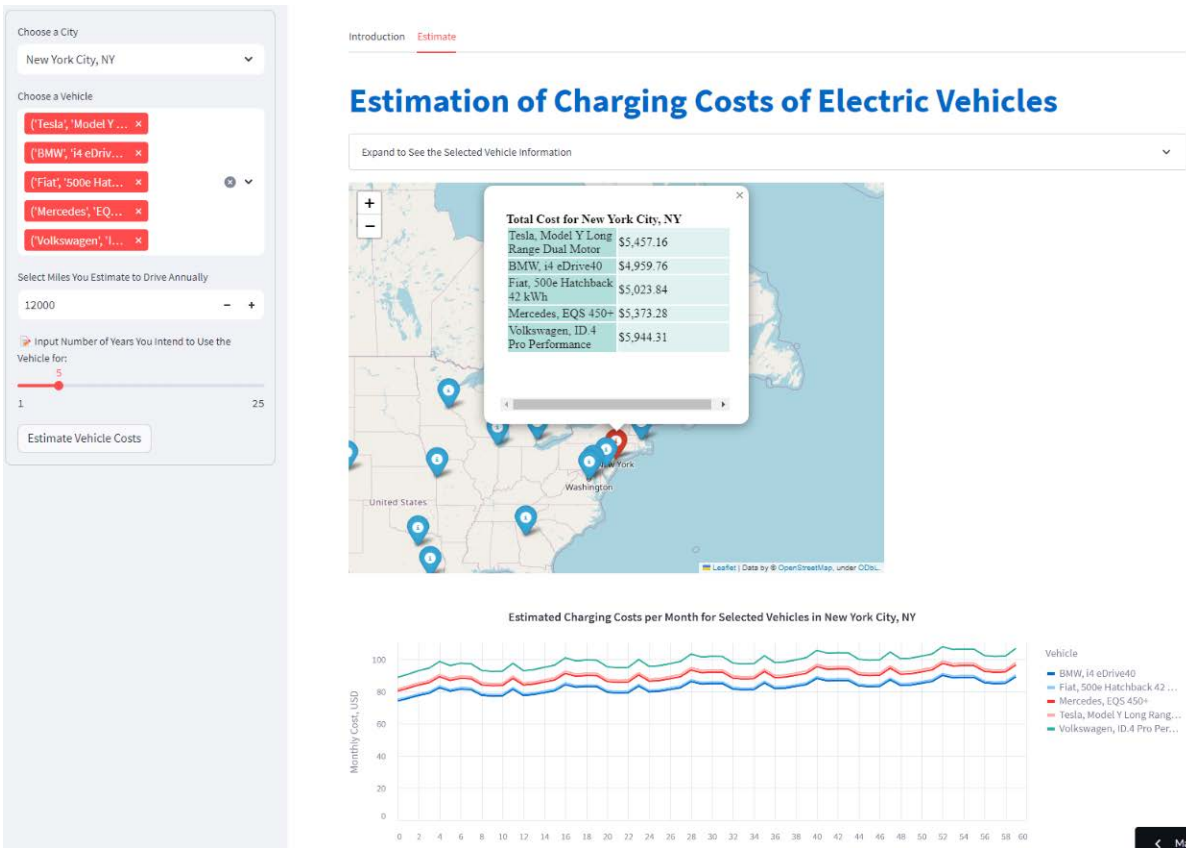 Choose a City
New York City, NY
Choose a Vehicle
('Tesla', 'Model Y ... ×
('BMW', 'i4 eDriv... ×
('Fiat', '500e Hat... ×
('Mercedes', 'EQ... ×
('Volkswagen', 'I... ×
Select Miles You Estimate to Drive Annually
12000 - +
Input Number of Years You Intend to Use the
Vehicle for:
5
1 25
Estimate Vehicle Costs
Introduction Estimate
Estimation of Charging Costs of Electric Vehicles
Expand to See the Selected Vehicle Information
+
−
×
Total Cost for New York City, NY
Tesla, Model Y Long
Range Dual Motor $5,457.16
BMW, i4 eDrive40 $4,959.76
Fiat, 500e Hatchback
42 kWh $5,023.84
Mercedes, EQS 450+ $5,373.28
Volkswagen, ID.4
Pro Performance $5,944.31
New York
Washington
United States
Leaflet | Data by © OpenStreetMap, under ODbL.
Estimated Charging Costs per Month for Selected Vehicles in New York City, NY
Monthly Cost, USD
100
80
60
40
20
0
0 2 4 6 8 10 12 14 16 18 20 22 24 26 28 30 32 34 36 38 40 42 44 46 48 50 52 54 56 58 60
Vehicle
BMW, i4 eDrive40
Fiat, 500e Hatchback 42 ...
Mercedes, EQS 450+
Tesla, Model Y Long Rang...
Volkswagen, ID.4 Pro Per...